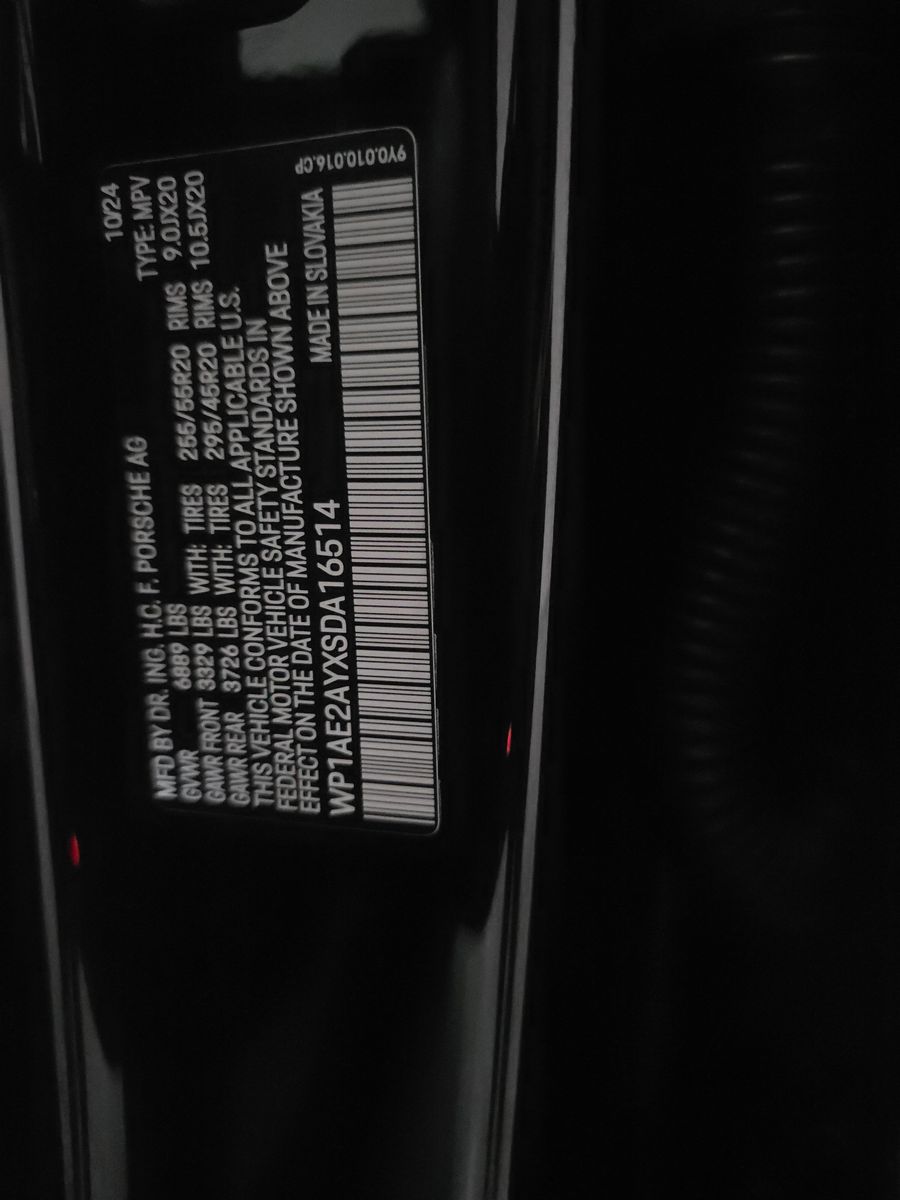 10/24
MFD BY DR. ING. H.C. F. PORSCHE AG TYPE: MPV
GVWR 6889 LBS
GAWR FRONT 3329 LBS WITH: TIRES 255/55R20 RIMS 9.0JX20
GAWR REAR 3726 LBS WITH: TIRES 295/45R20 RIMS 10.5JX20
THIS VEHICLE CONFORMS TO ALL APPLICABLE U.S.
FEDERAL MOTOR VEHICLE SAFETY STANDARDS IN
EFFECT ON THE DATE OF MANUFACTURE SHOWN ABOVE
WP1AE2AYXSDA16514 MADE IN SLOVAKIA
9Y0.010.016.CP